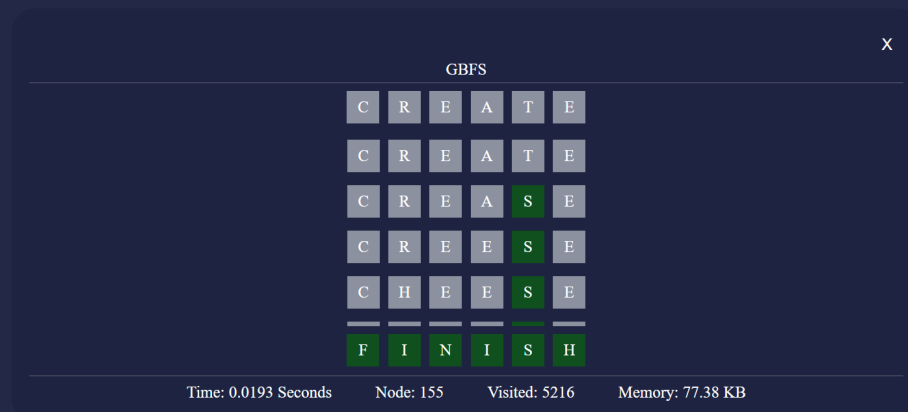 X
GBFS
C R E A T E
C R E A T E
C R E A S E
C R E E S E
C H E E S E
F I N I S H
Time: 0.0193 Seconds Node: 155 Visited: 5216 Memory: 77.38 KB